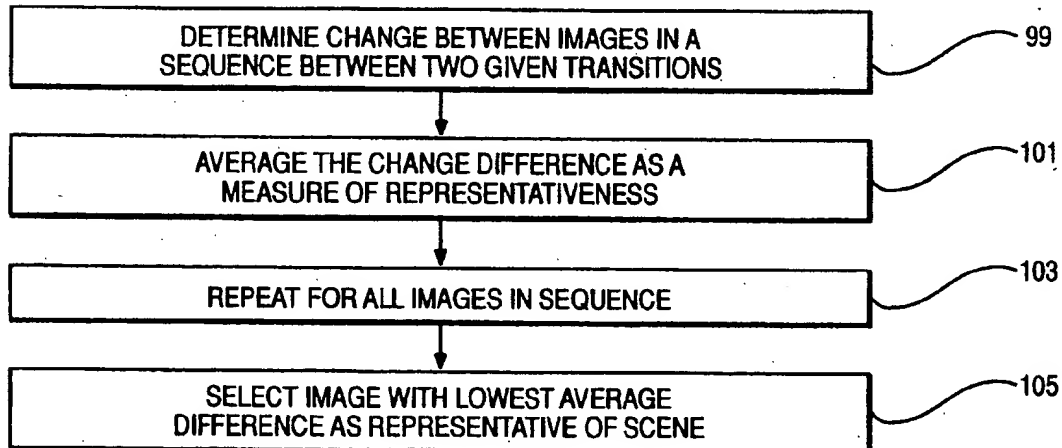 DETERMINE CHANGE BETWEEN IMAGES IN A
SEQUENCE BETWEEN TWO GIVEN TRANSITIONS
99
AVERAGE THE CHANGE DIFFERENCE AS A
MEASURE OF REPRESENTATIVENESS
101
REPEAT FOR ALL IMAGES IN SEQUENCE
103
SELECT IMAGE WITH LOWEST AVERAGE
DIFFERENCE AS REPRESENTATIVE OF SCENE
105